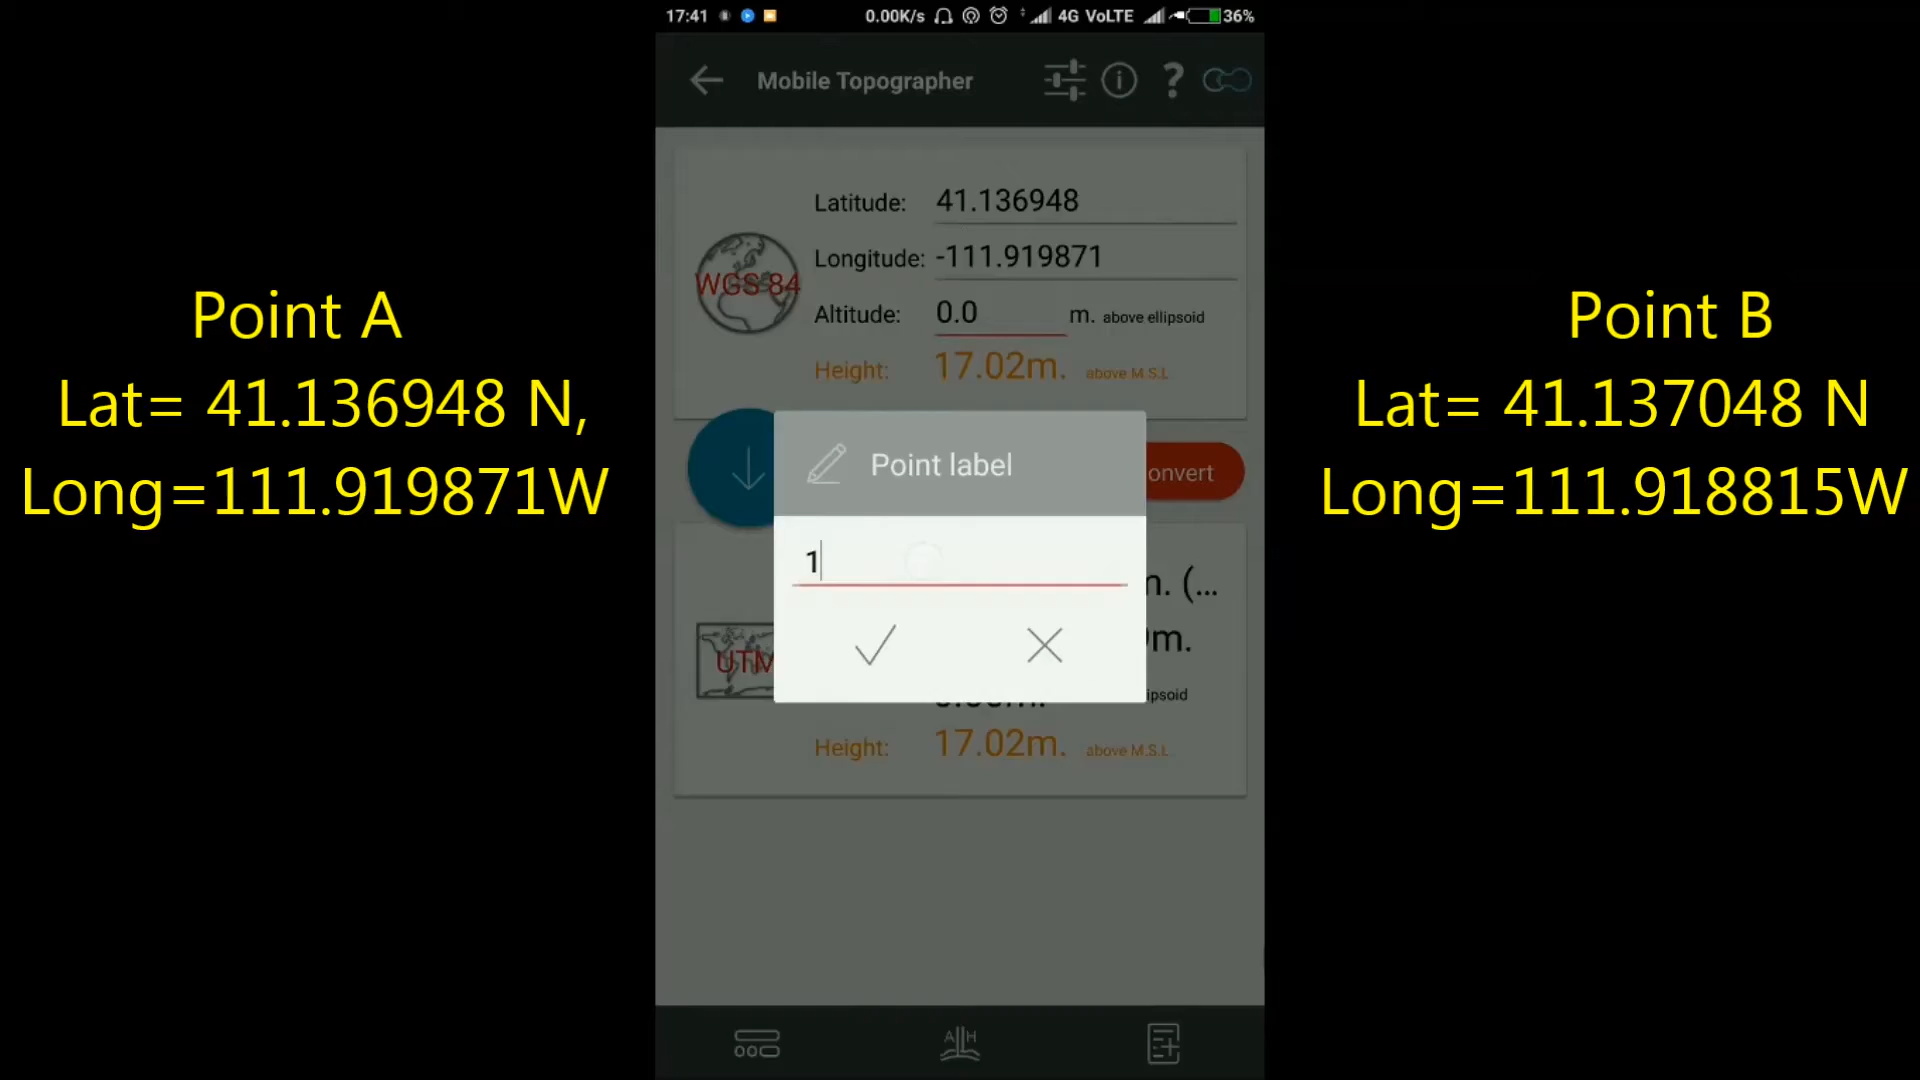 17:41 0.00K/s 4G VoLTE 36%
Mobile Topographer
Latitude: 41.136948
WGS 84
Longitude: -111.919871
Altitude: 0.0 m. above ellipsoid
Height: 17.02m. above M.S.L
Point A
Lat= 41.136948 N,
Long=111.919871W
Point label
onvert
1
m. (...
UTM
m.
ipsoid
Height: 17.02m. above M.S.L
A H
Point B
Lat= 41.137048 N
Long=111.918815W